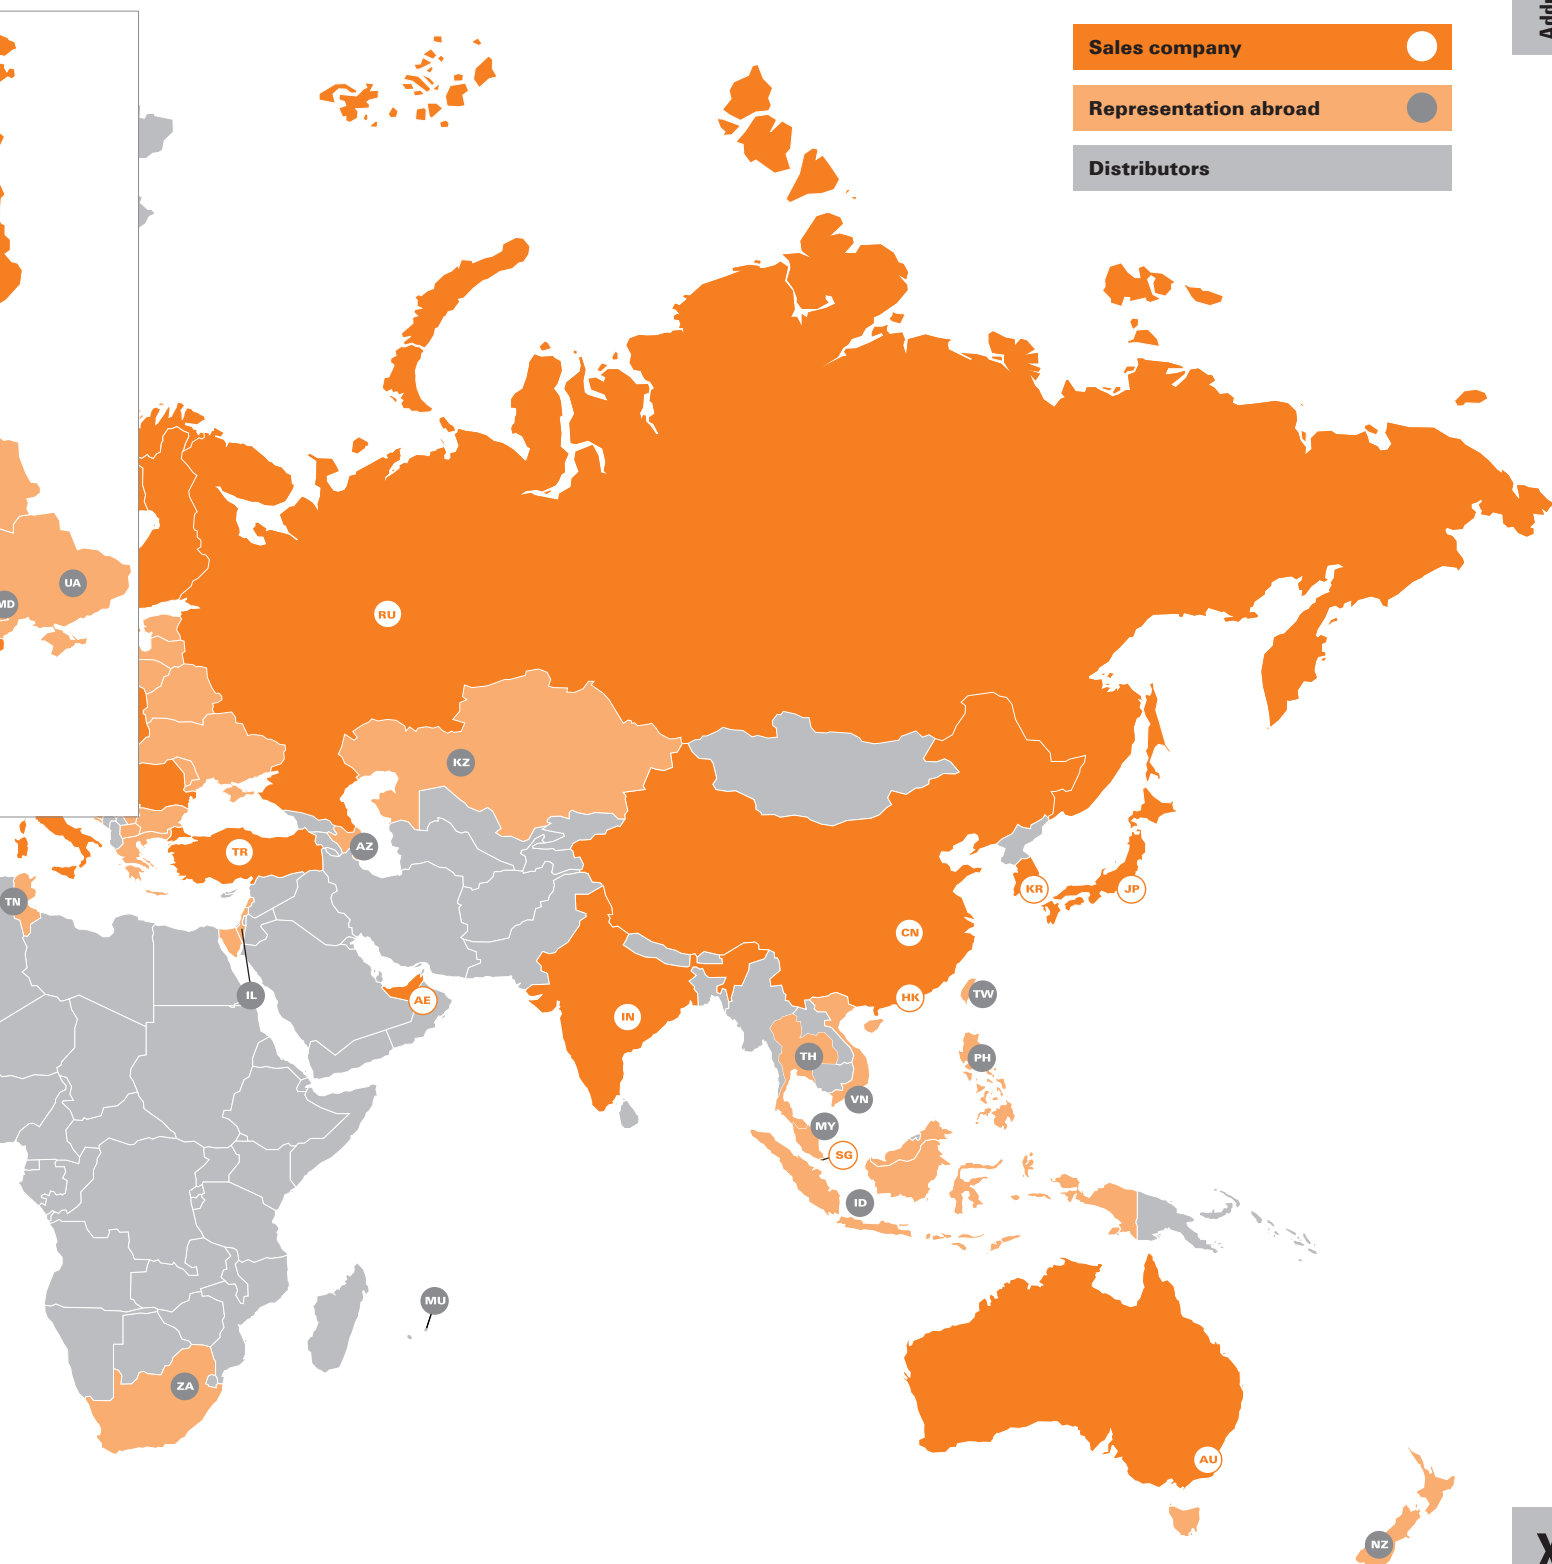 Sales company
Representation abroad
Distributors
UA
RU
KZ
TR
AZ
KR
JP
TN
CN
IL
AE
HK
TW
IN
TH
PH
VN
MY
SG
ID
MU
ZA
AU
NZ